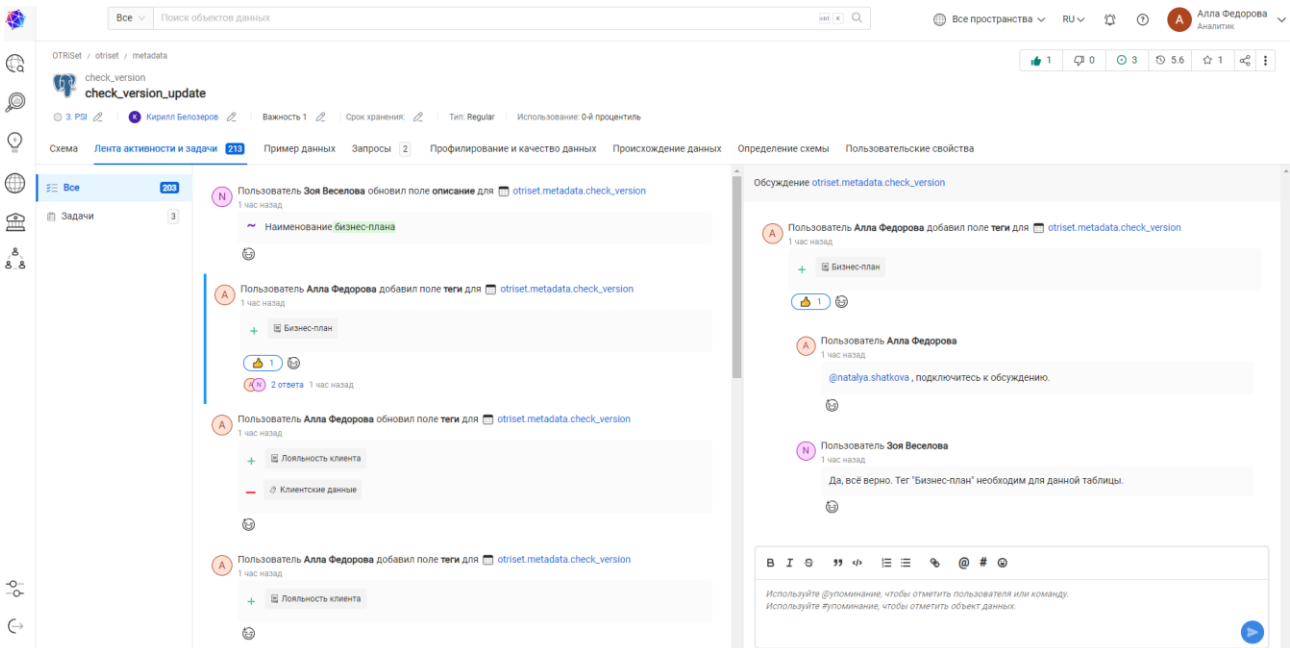 Все
Поиск объектов данных
ctrl K
Все пространства
RU
А
Алла Федорова
Аналитик
OTRiSet / otriset / metadata
1
0
3
5.6
1
check_version
check_version_update
3. PSI
K
Кирилл Белозеров
Важность 1
Срок хранения:
Тип: Regular
Использование: 0-й процентиль
Схема
Лента активности и задачи 213
Пример данных
Запросы 2
Профилирование и качество данных
Происхождение данных
Определение схемы
Пользовательские свойства
Все 203
Задачи 3
N
Пользователь Зоя Веселова обновил поле описание для otriset.metadata.check_version
1 час назад
~ Наименование бизнес-плана
A
Пользователь Алла Федорова добавил поле теги для otriset.metadata.check_version
1 час назад
+ Бизнес-план
1
A N 2 ответа 1 час назад
A
Пользователь Алла Федорова обновил поле теги для otriset.metadata.check_version
1 час назад
+ Лояльность клиента
− Клиентские данные
A
Пользователь Алла Федорова добавил поле теги для otriset.metadata.check_version
1 час назад
+ Лояльность клиента
Обсуждение otriset.metadata.check_version
A
Пользователь Алла Федорова добавил поле теги для otriset.metadata.check_version
1 час назад
+ Бизнес-план
1
A
Пользователь Алла Федорова
1 час назад
@natalya.shatkova , подключитесь к обсуждению.
N
Пользователь Зоя Веселова
1 час назад
Да, всё верно. Тег "Бизнес-план" необходим для данной таблицы.
B I S @ #
Используйте @упоминание, чтобы отметить пользователя или команду.
Используйте #упоминание, чтобы отметить объект данных.